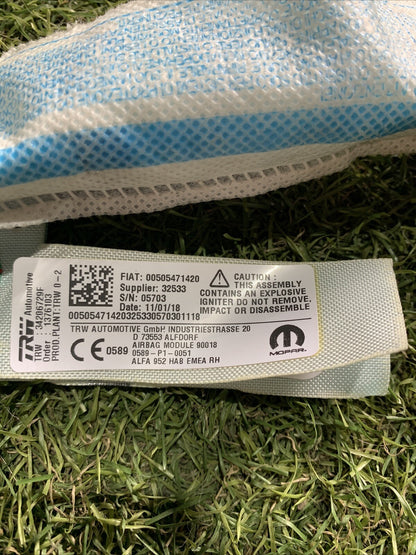 TRW Automotive
TRW : 34286729F
Order : 1376103
PROD.PLANT:TRW 0-2
FIAT: 00505471420
Supplier: 32533
S/N: 05703
Date: 11/01/18
00505471420325330570301118
CAUTION:
THIS ASSEMBLY
CONTAINS AN EXPLOSIVE
IGNITER DO NOT REMOVE,
IMPACT OR DISASSEMBLE
TRW AUTOMOTIVE GmbH INDUSTRIESTRASSE 20
D 73553 ALFDORF
CE 0589
AIRBAG MODULE 90018
0589-P1-0051
ALFA 952 HAB EMEA RH
MOPAR